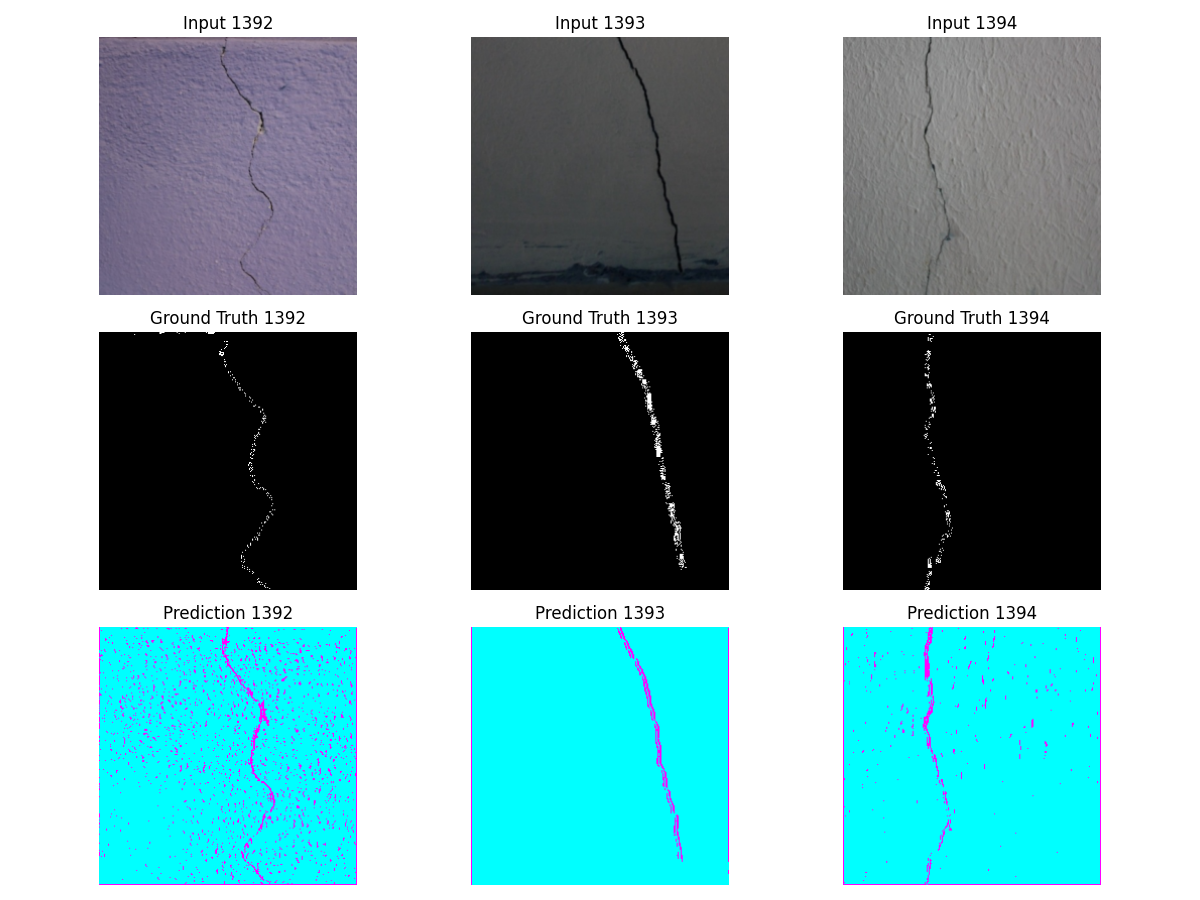 Input 1392
Input 1393
Input 1394
Ground Truth 1392
Ground Truth 1393
Ground Truth 1394
Prediction 1392
Prediction 1393
Prediction 1394